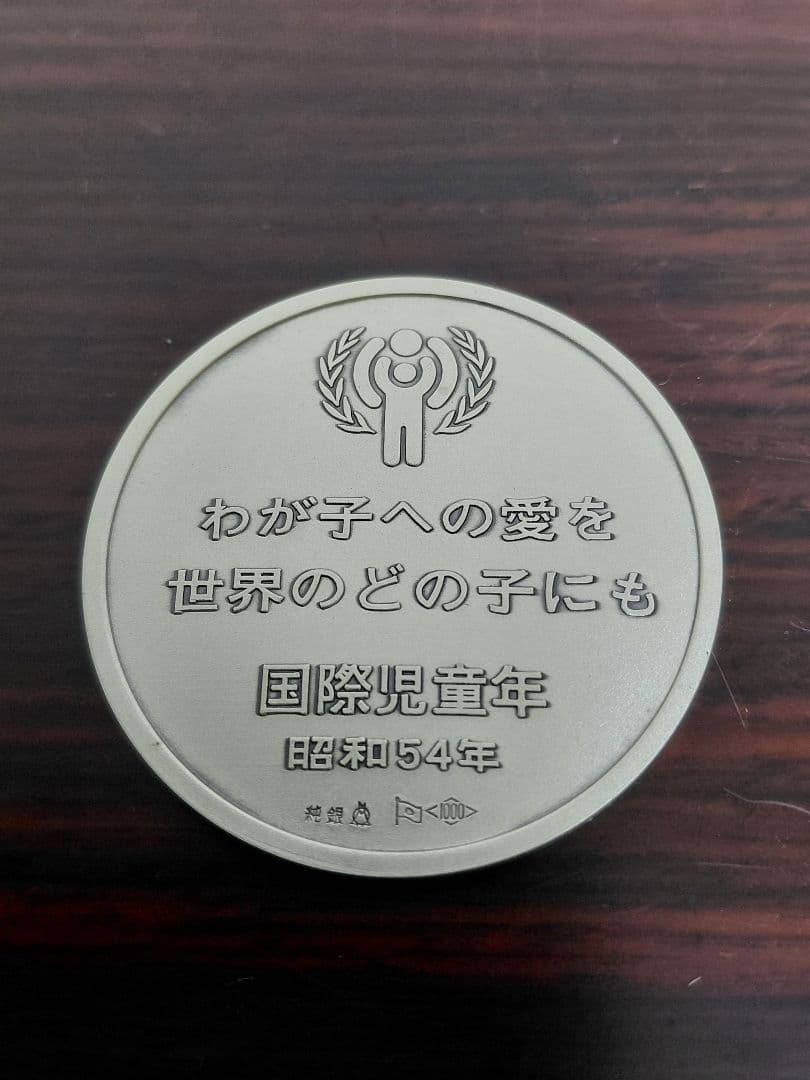 わが子への愛を
世界のどの子にも
国際児童年
昭和54年
純銀 1000